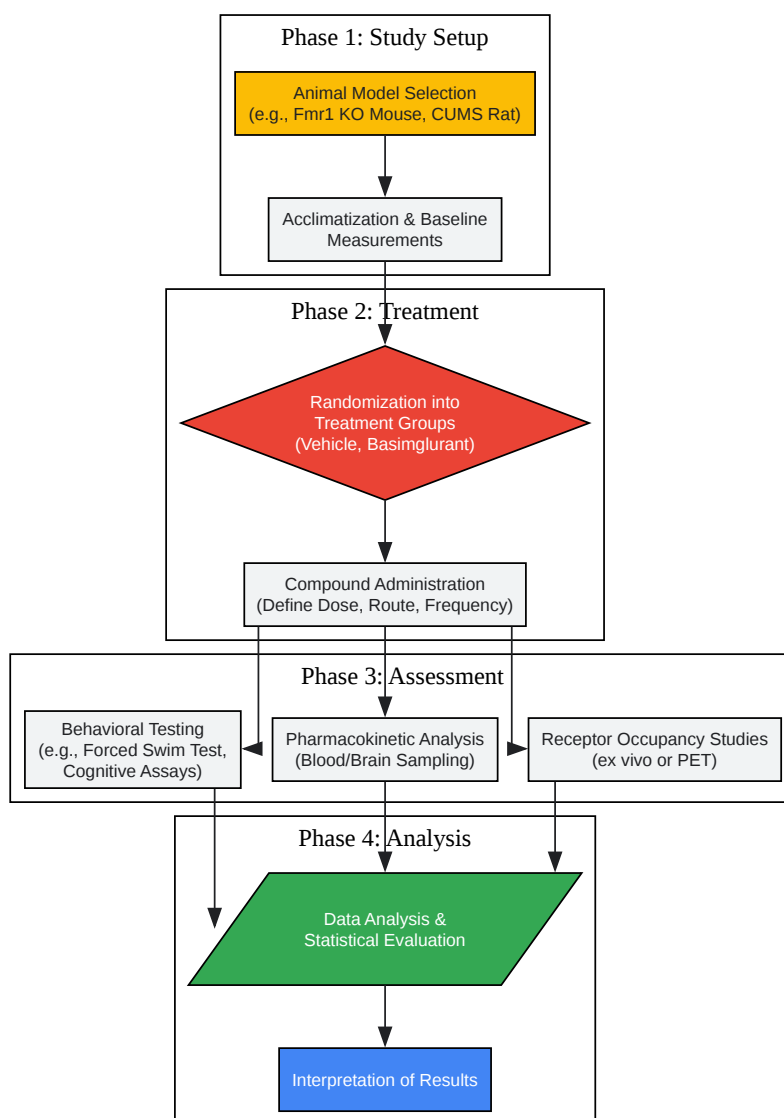 Phase 1: Study Setup
Animal Model Selection
(e.g., Fmr1 KO Mouse, CUMS Rat)
Acclimatization & Baseline
Measurements
Phase 2: Treatment
Randomization into
Treatment Groups
(Vehicle, Basimglurant)
Compound Administration
(Define Dose, Route, Frequency)
Phase 3: Assessment
Behavioral Testing
(e.g., Forced Swim Test,
Cognitive Assays)
Pharmacokinetic Analysis
(Blood/Brain Sampling)
Receptor Occupancy Studies
(ex vivo or PET)
Phase 4: Analysis
Data Analysis &
Statistical Evaluation
Interpretation of Results